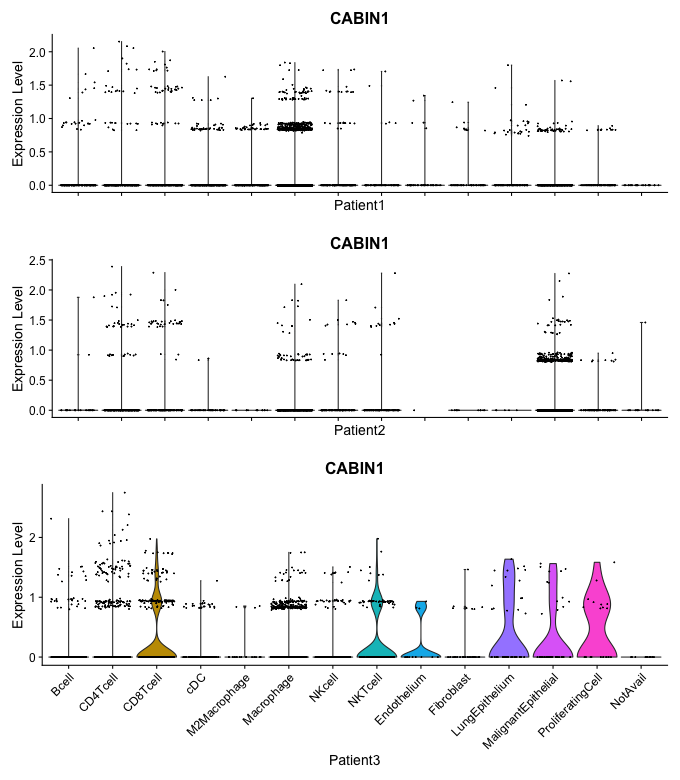 CABIN1
Expression Level
2.0
1.5
1.0
0.5
0.0
Patient1
CABIN1
Expression Level
2.5
2.0
1.5
1.0
0.5
0.0
Patient2
CABIN1
Expression Level
2
1
0
Bcell
CD4Tcell
CD8Tcell
cDC
M2Macrophage
Macrophage
NKcell
NKTcell
Endothelium
Fibroblast
LungEpithelium
MalignantEpithelial
ProliferatingCell
NotAvail
Patient3